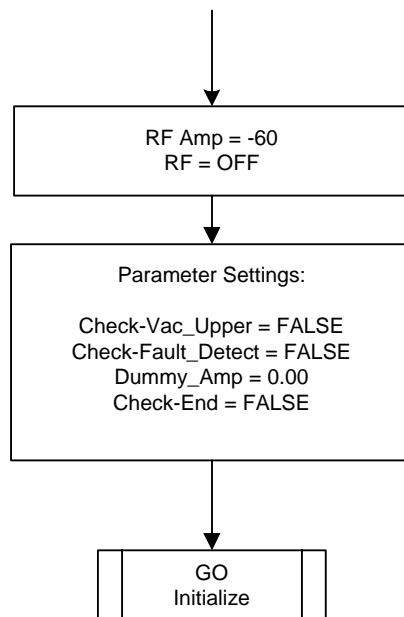 RF Amp = -60
RF = OFF
Parameter Settings:
Check-Vac_Upper = FALSE
Check-Fault_Detect = FALSE
Dummy_Amp = 0.00
Check-End = FALSE
GO
Initialize